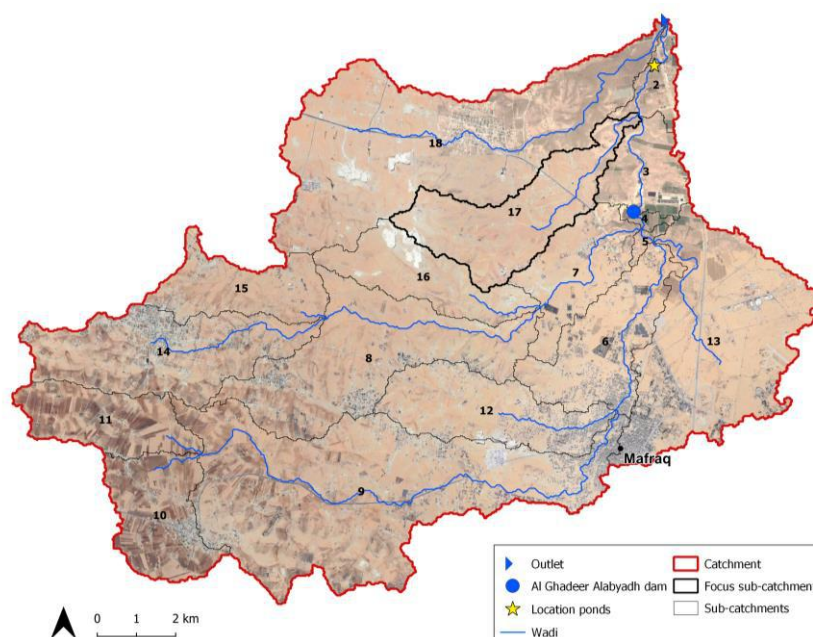 2
18
3
17
4
5
16
7
15
13
6
14
8
12
11
Mafraq
9
10
Outlet
Al Ghadeer Alabyadh dam
Location ponds
Wadi
Catchment
Focus sub-catchment
Sub-catchments
0 1 2 km